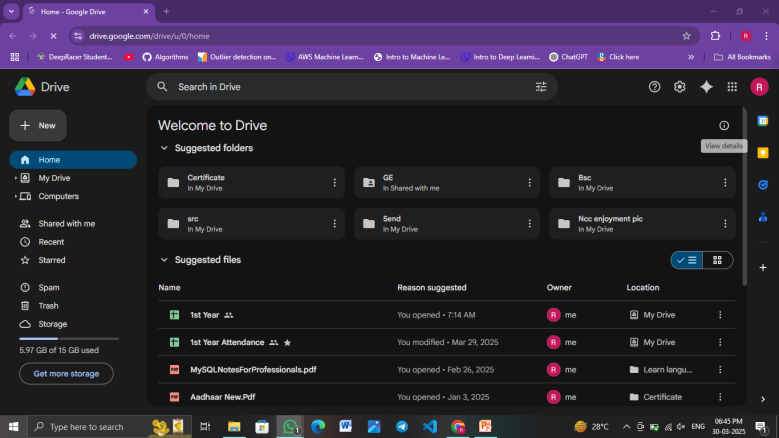 Home - Google Drive
drive.google.com/drive/u/0/home
R
DeepRacer Student...
Algorithms
Outlier detection on...
AWS Machine Learn...
Intro to Machine Le...
Intro to Deep Learni...
ChatGPT
Click here
All Bookmarks
Drive
Search in Drive
R
New
Welcome to Drive
View details
Home
My Drive
Computers
Shared with me
Recent
Starred
Spam
Trash
Storage
5.97 GB of 15 GB used
Get more storage
Suggested folders
Certificate
In My Drive
GE
In Shared with me
Bsc
In My Drive
src
In My Drive
Send
In My Drive
Ncc enjoyment pic
In My Drive
Suggested files
Name Reason suggested Owner Location
1st Year You opened • 7:14 AM R me My Drive
1st Year Attendance You modified • Mar 29, 2025 R me My Drive
PDF MySQLNotesForProfessionals.pdf You opened • Feb 26, 2025 R me Learn langu...
PDF Aadhaar New.Pdf You opened • Jan 3, 2025 R me Certificate
Type here to search
28°C
ENG
06:45 PM
30-03-2025